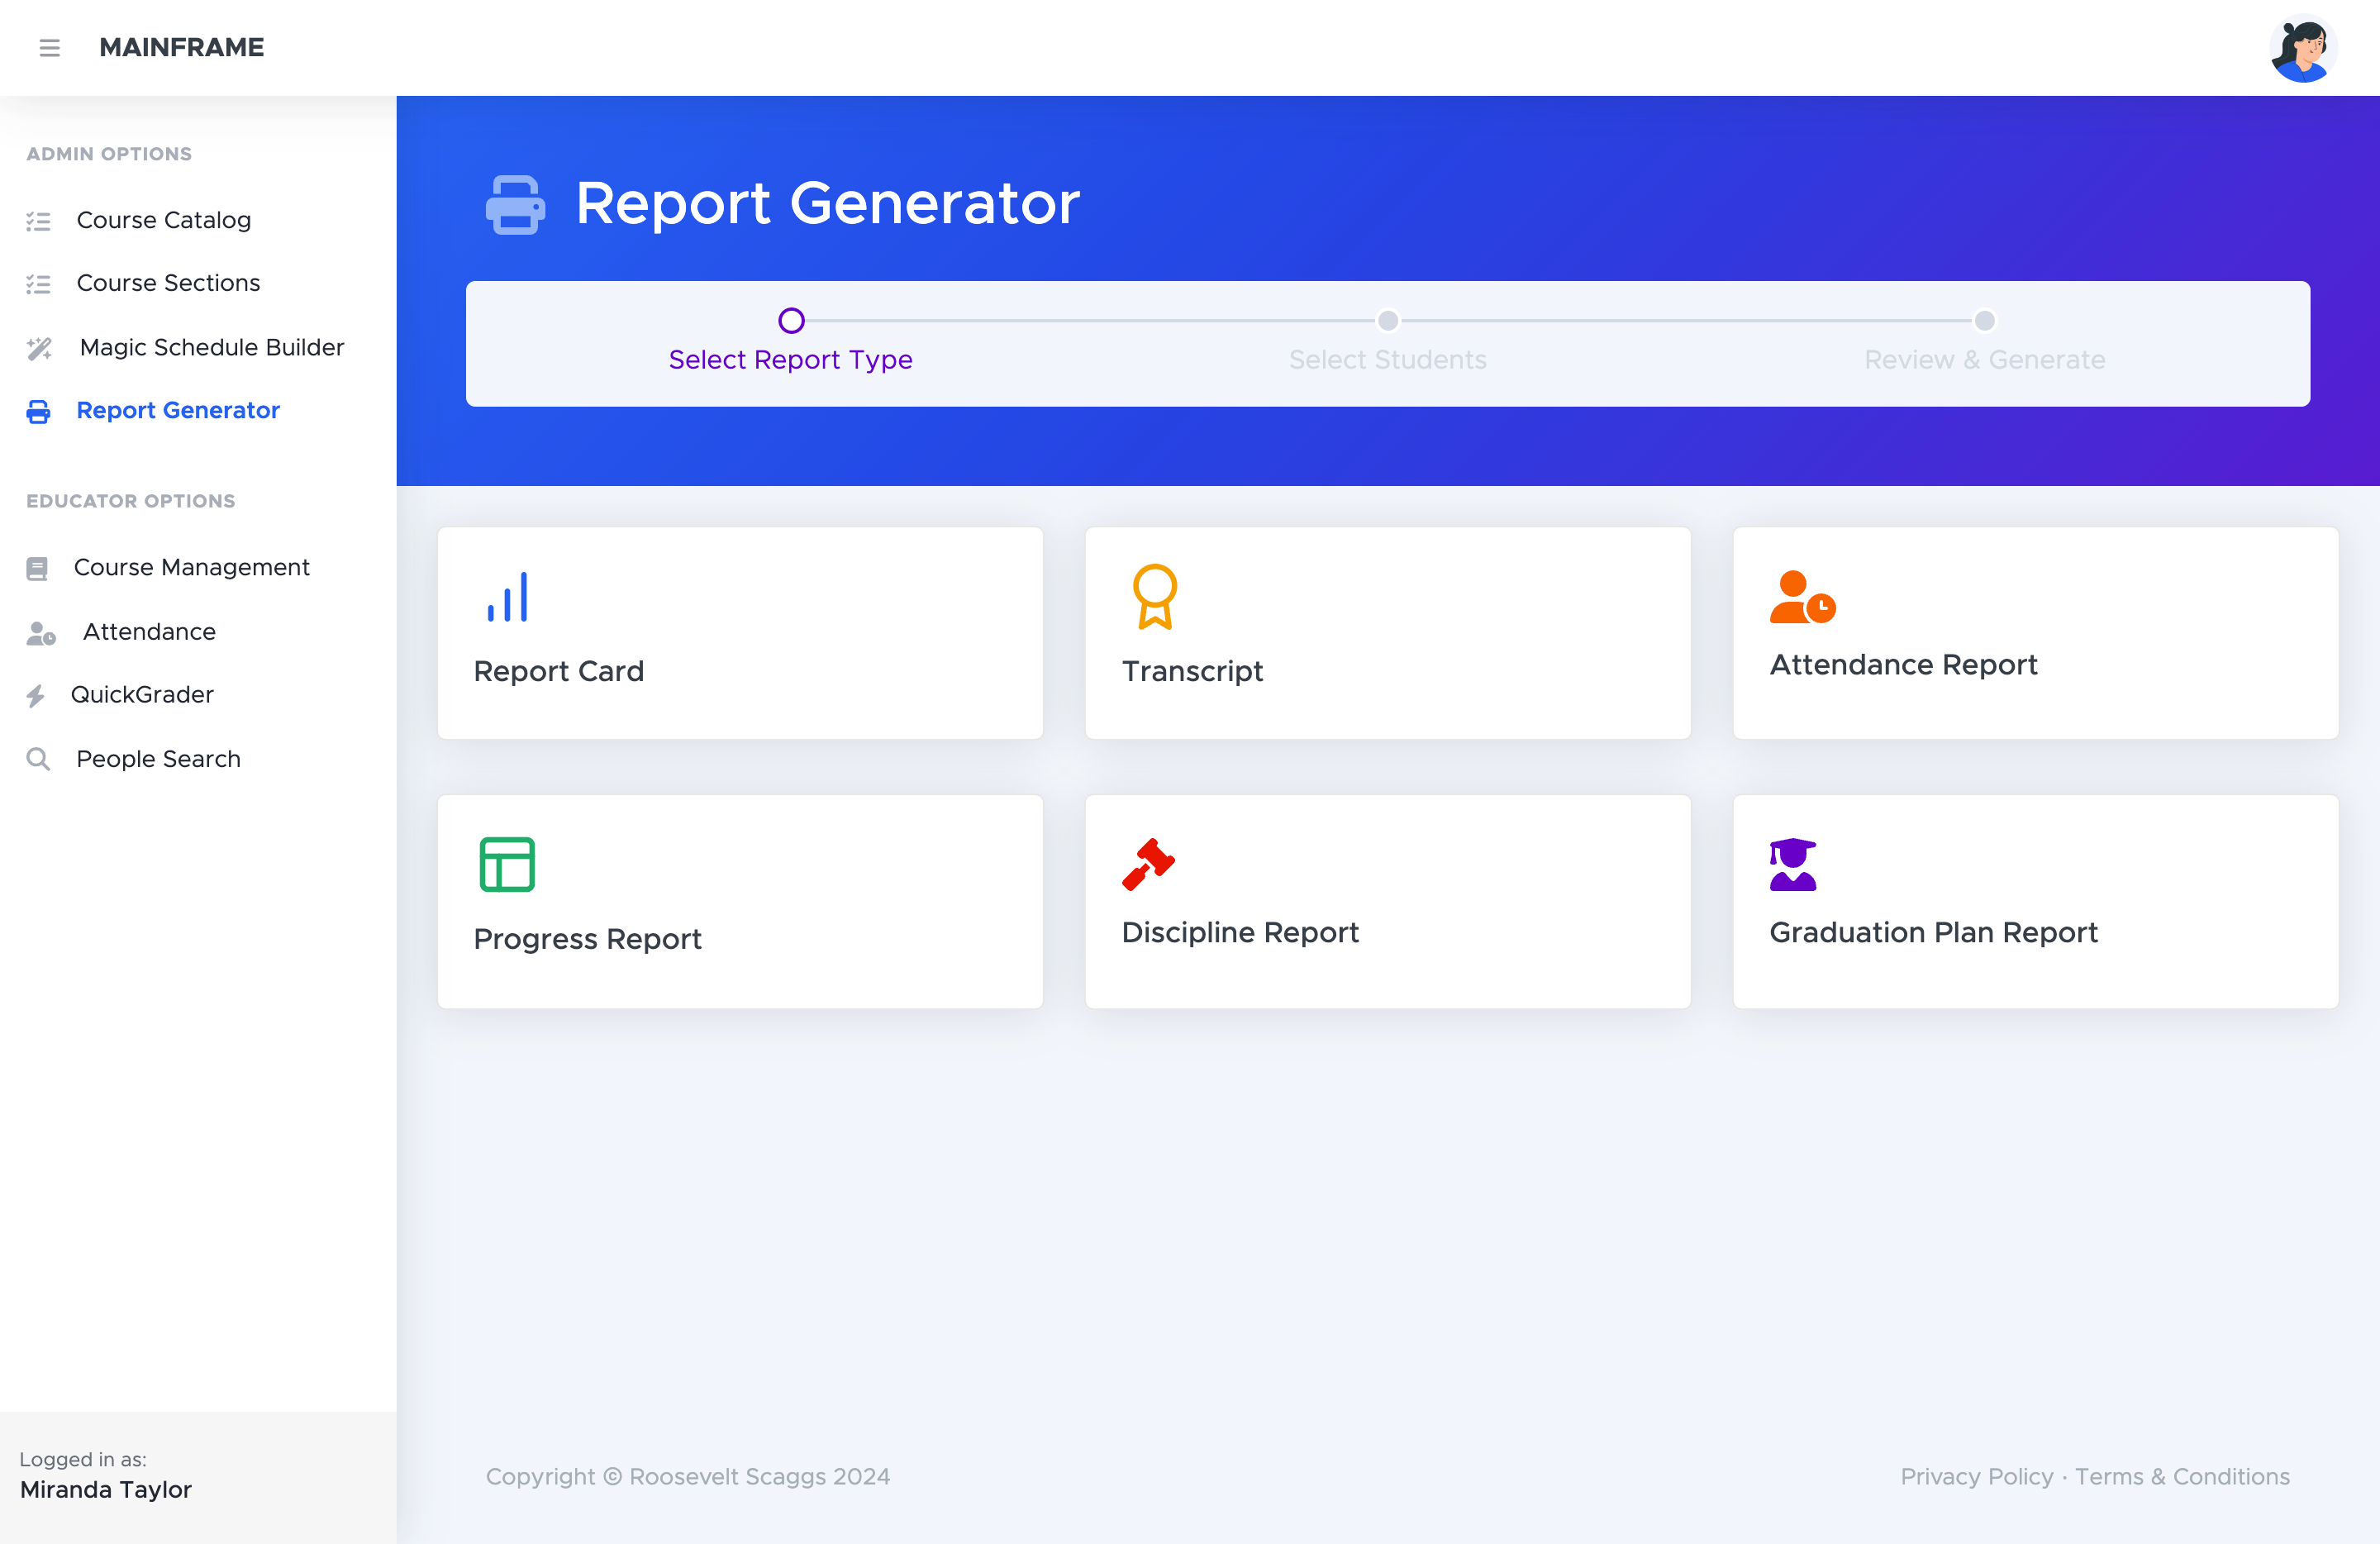 MAINFRAME
ADMIN OPTIONS
Course Catalog
Course Sections
Magic Schedule Builder
Report Generator
EDUCATOR OPTIONS
Course Management
Attendance
QuickGrader
People Search
Logged in as:
Miranda Taylor
Report Generator
Select Report Type
Select Students
Review & Generate
Report Card
Transcript
Attendance Report
Progress Report
Discipline Report
Graduation Plan Report
Copyright © Roosevelt Scaggs 2024
Privacy Policy · Terms & Conditions